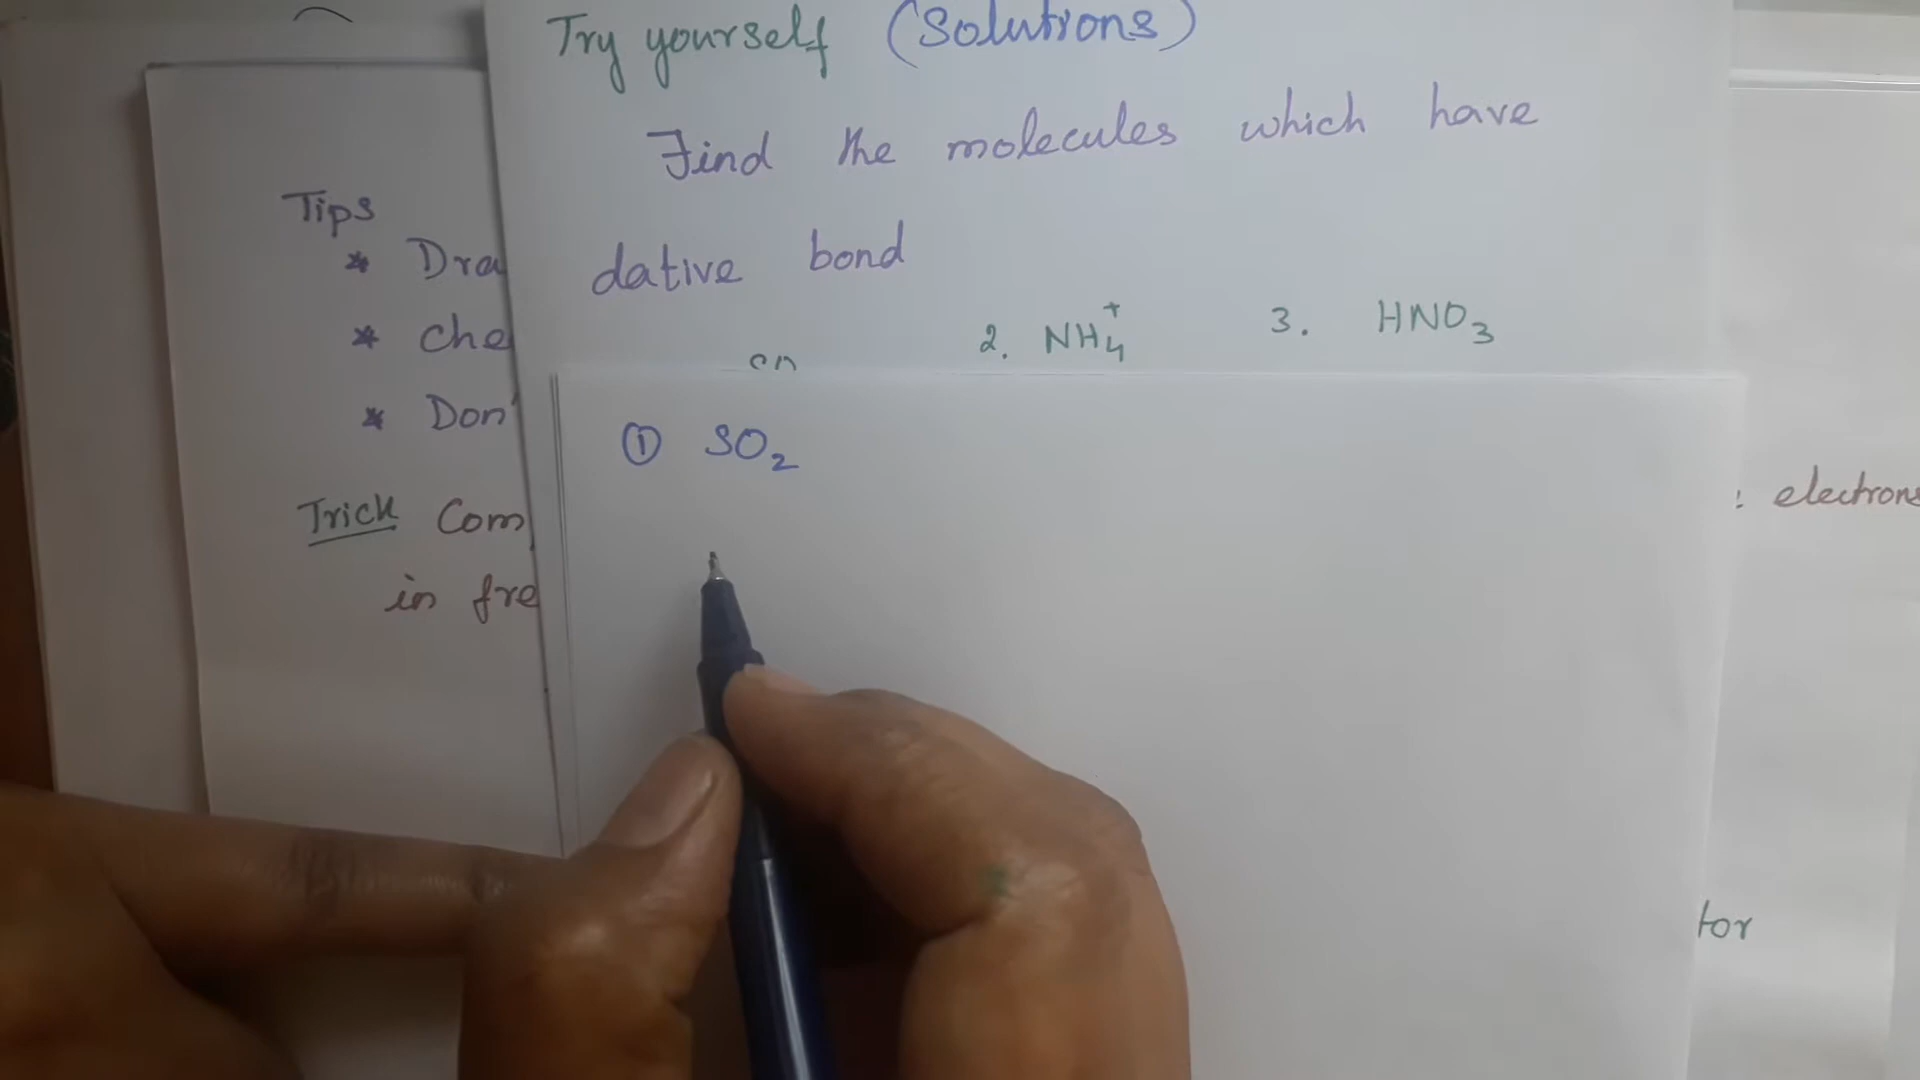 Try yourself (Solutions)
Find the molecules which have
dative bond
2. NH4+
3. HNO3
① SO2
Tips
* Dra
* Che
* Don'
Trick Com
in fre
: electrons
tor